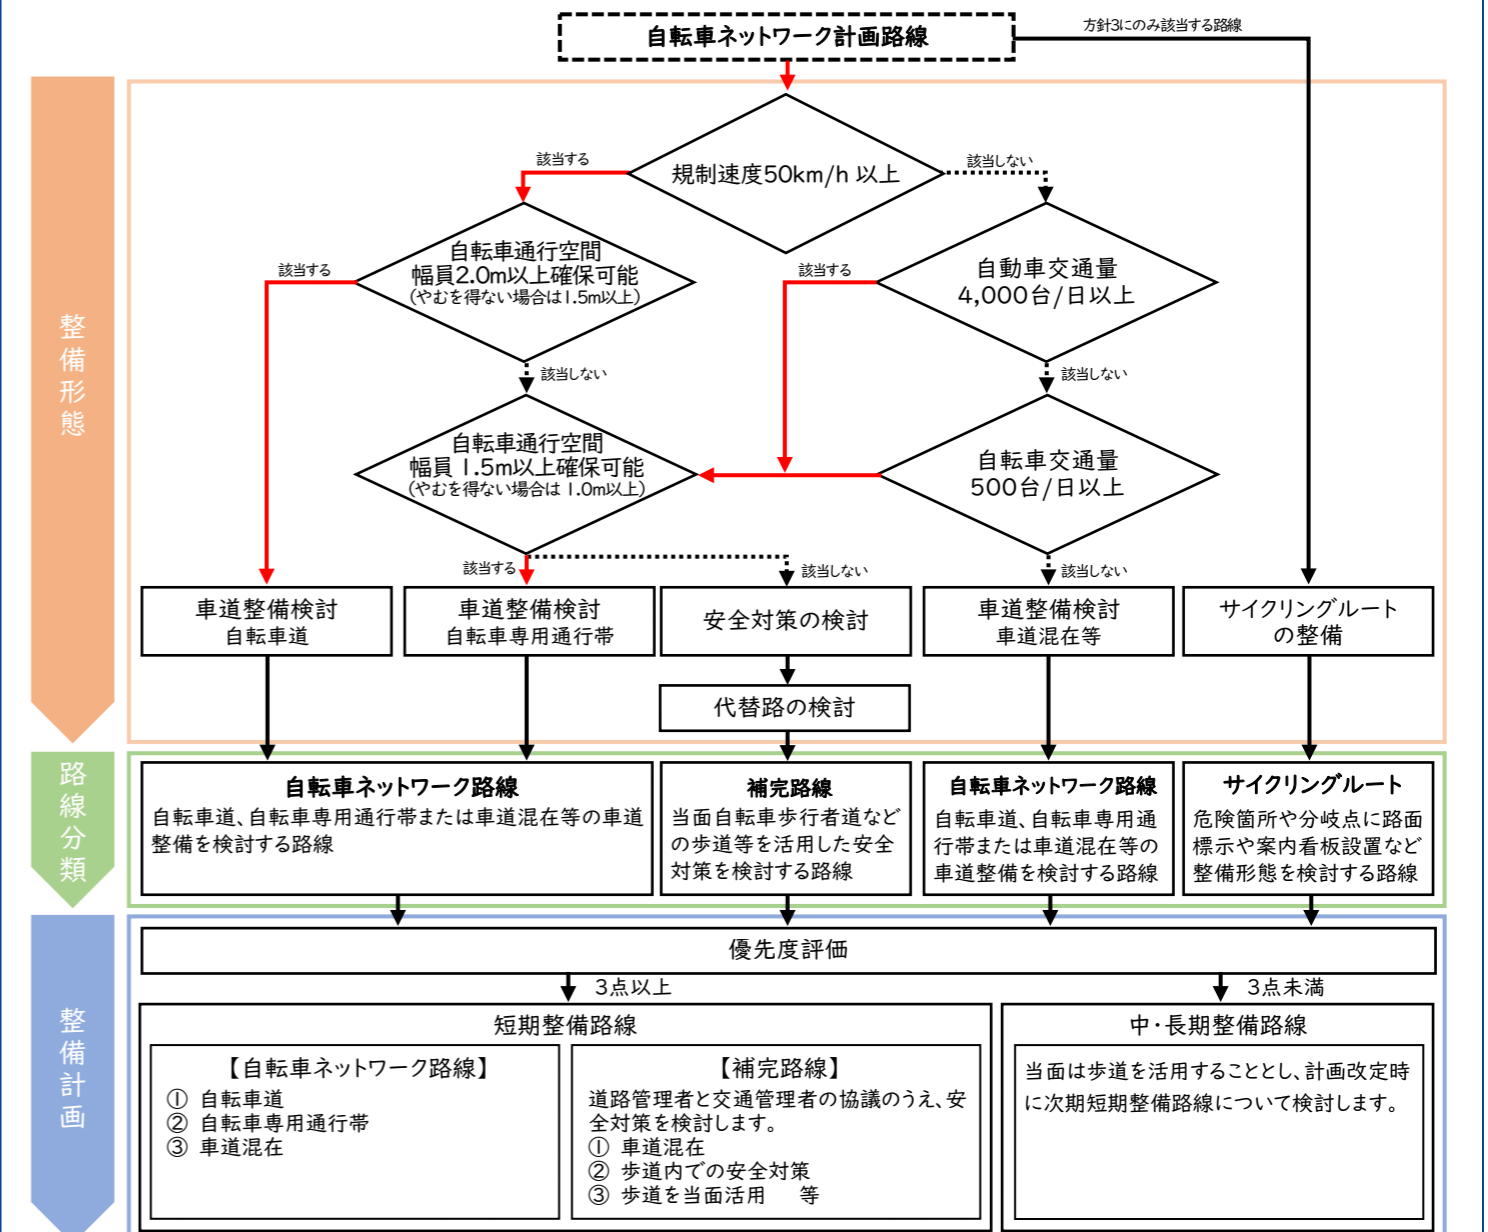 自転車ネットワーク計画路線
方針3にのみ該当する路線
整備形態
規制速度50km/h 以上
該当する
該当しない
自転車通行空間
幅員2.0m以上確保可能
(やむを得ない場合は1.5m以上)
該当する
該当しない
自動車交通量
4,000台/日以上
該当する
該当しない
自転車通行空間
幅員1.5m以上確保可能
(やむを得ない場合は1.0m以上)
該当する
該当しない
自転車交通量
500台/日以上
該当しない
車道整備検討
自転車道
車道整備検討
自転車専用通行帯
安全対策の検討
代替路の検討
車道整備検討
車道混在等
サイクリングルート
の整備
路線分類
自転車ネットワーク路線
自転車道、自転車専用通行帯または車道混在等の車道
整備を検討する路線
補完路線
当面自転車歩行者道など
の歩道等を活用した安全
対策を検討する路線
自転車ネットワーク路線
自転車道、自転車専用通
行帯または車道混在等の
車道整備を検討する路線
サイクリングルート
危険箇所や分岐点に路面
標示や案内看板設置など
整備形態を検討する路線
整備計画
優先度評価
3点以上
3点未満
短期整備路線
【自転車ネットワーク路線】
① 自転車道
② 自転車専用通行帯
③ 車道混在
【補完路線】
道路管理者と交通管理者の協議のうえ、安
全対策を検討します。
① 車道混在
② 歩道内での安全対策
③ 歩道を当面活用 等
中・長期整備路線
当面は歩道を活用することとし、計画改定時
に次期短期整備路線について検討します。